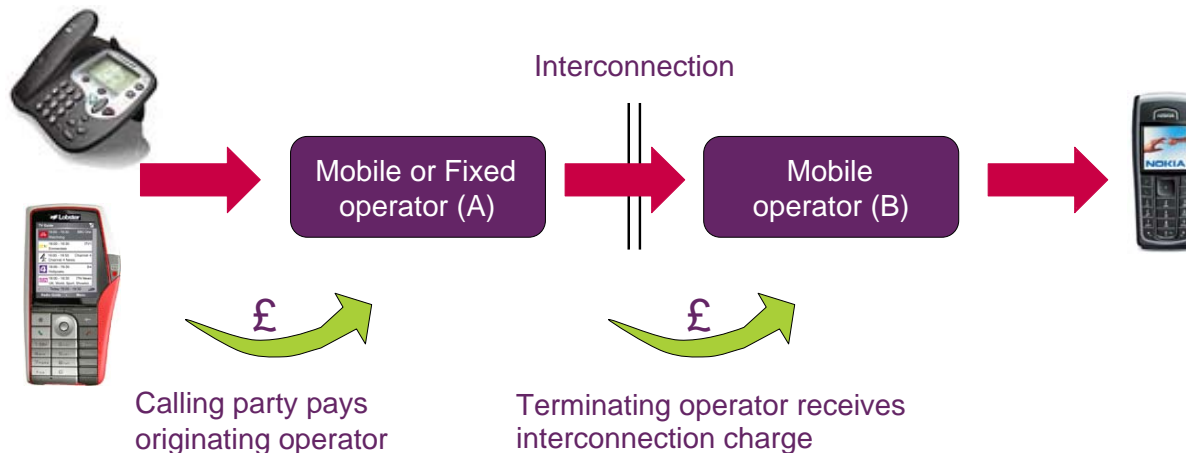 Interconnection
Mobile or Fixed
operator (A)
Mobile
operator (B)
NOKIA
Lobster
£
£
Calling party pays
originating operator
Terminating operator receives
interconnection charge